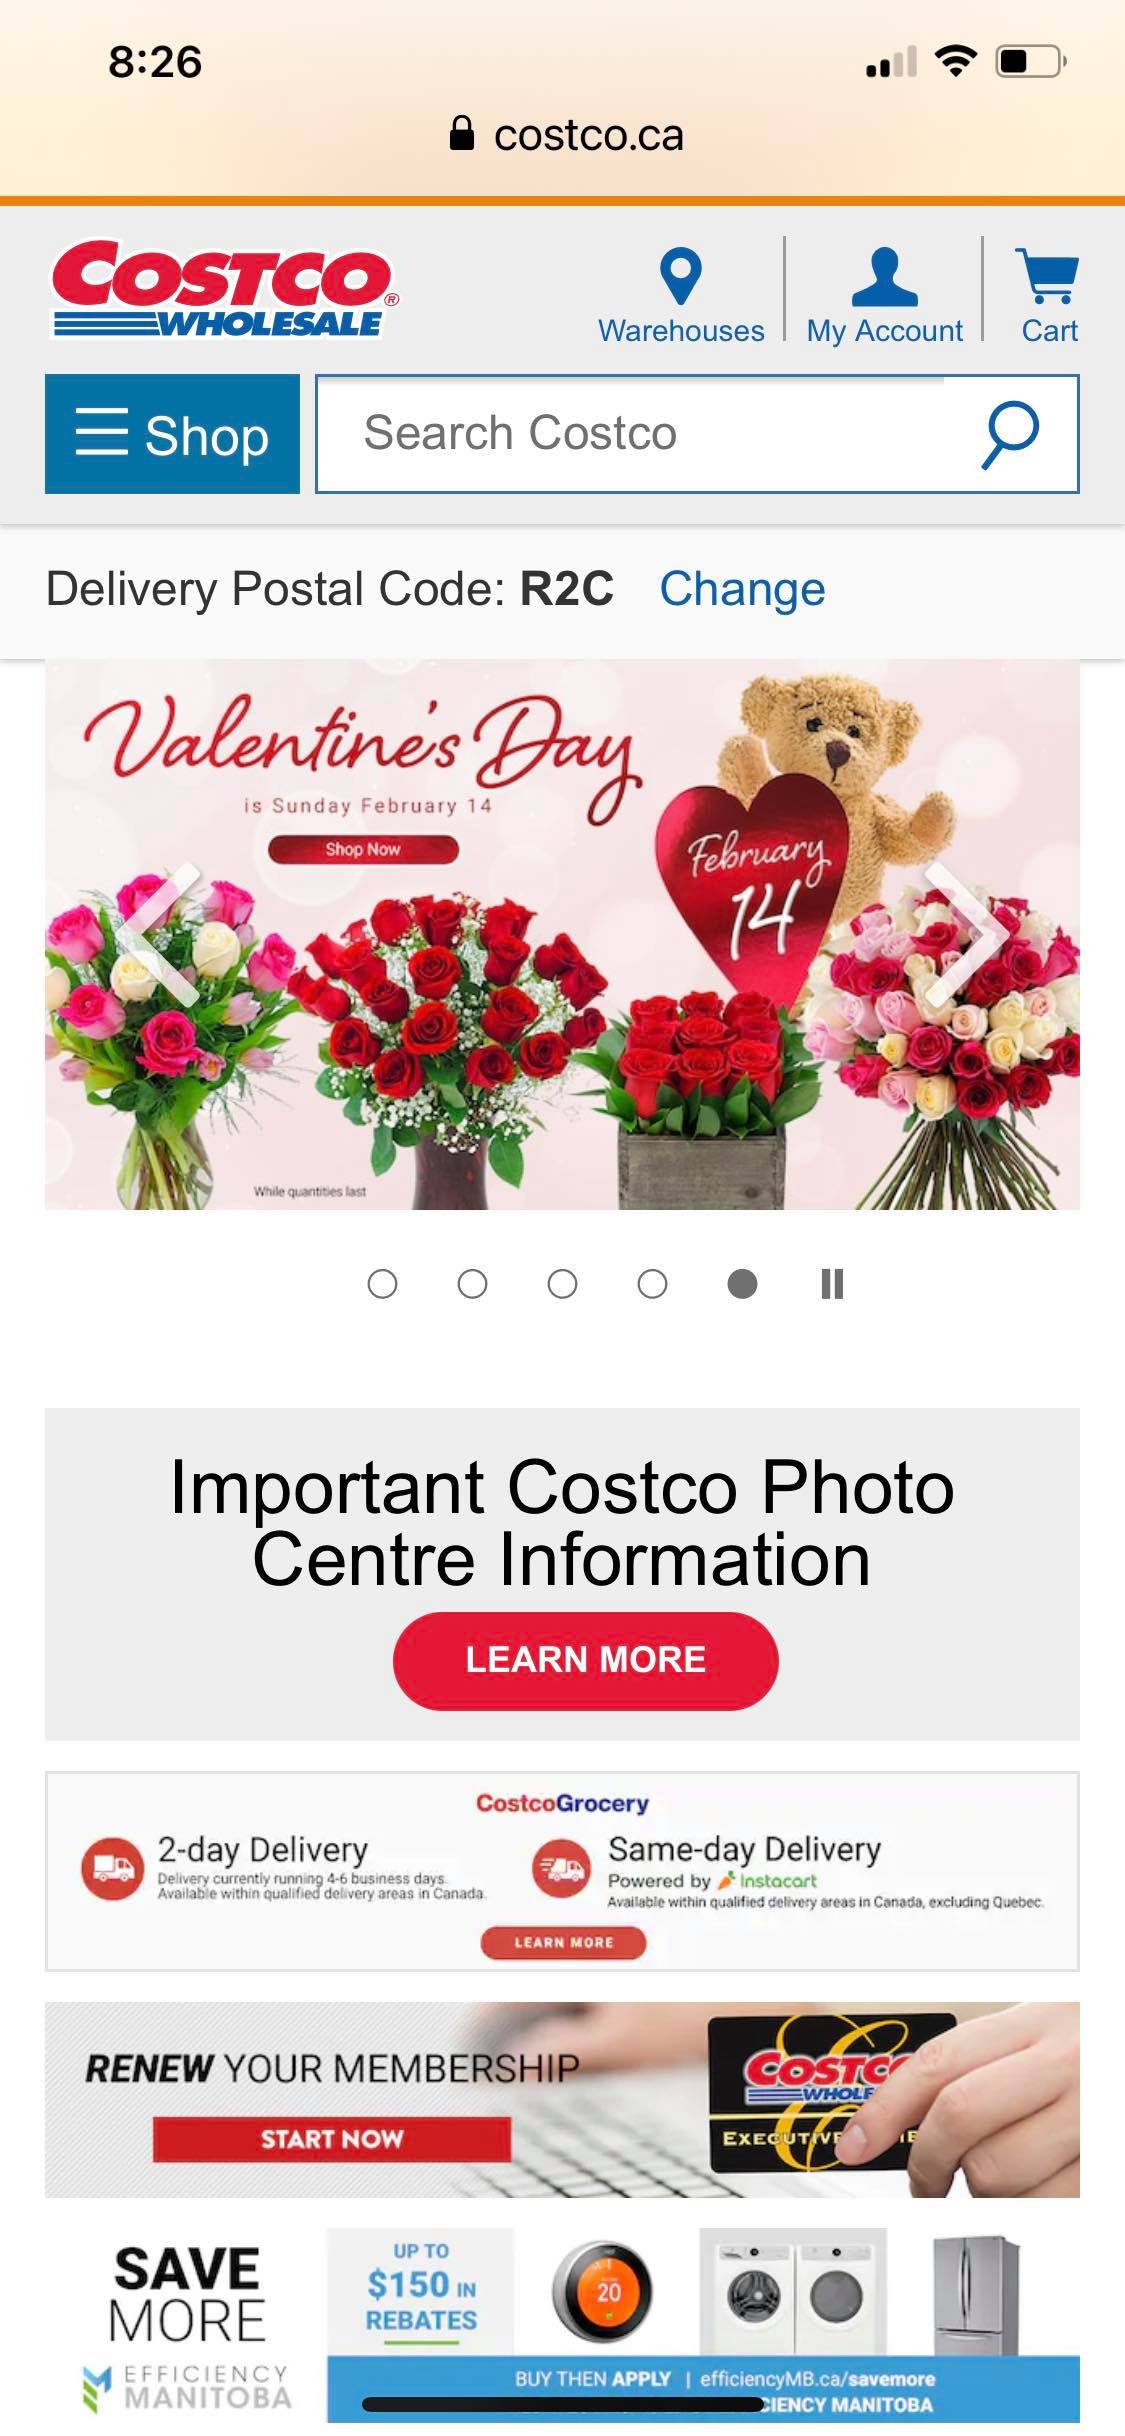 8:26
costco.ca
COSTCO
WHOLESALE
Warehouses
My Account
Cart
Shop
Search Costco
Delivery Postal Code: R2C Change
Valentine's Day
is Sunday February 14
Shop Now
February
14
While quantities last
Important Costco Photo
Centre Information
LEARN MORE
CostcoGrocery
2-day Delivery
Delivery currently running 4-6 business days.
Available within qualified delivery areas in Canada.
Same-day Delivery
Powered by instacart
Available within qualified delivery areas in Canada, excluding Quebec.
LEARN MORE
RENEW YOUR MEMBERSHIP
START NOW
COSTC
WHOLE
EXECUTIVE
SAVE
MORE
EFFICIENCY
MANITOBA
UP TO
$150 IN
REBATES
20
BUY THEN APPLY | efficiencyMB.ca/savemore
CIENCY MANITOBA